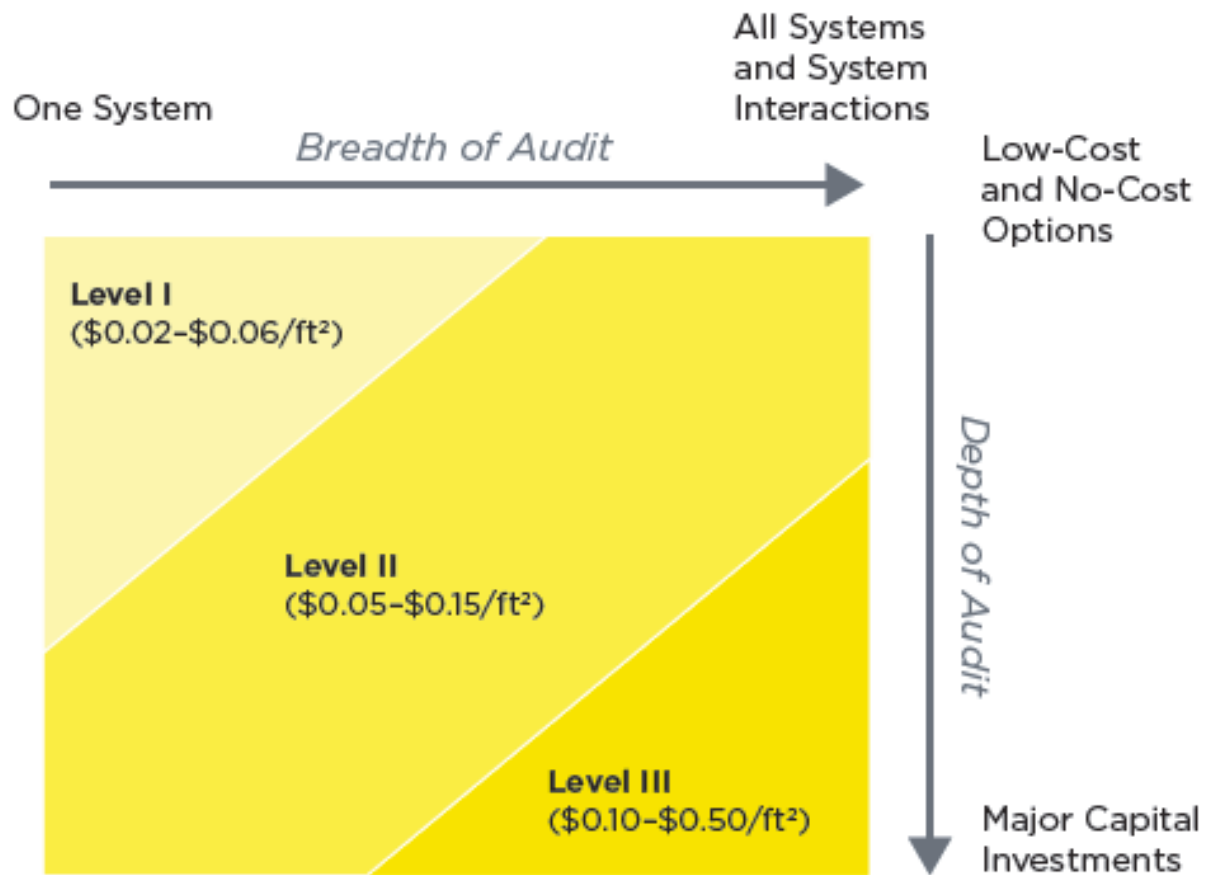 All Systems
and System
Interactions
One System
Breadth of Audit
Low-Cost
and No-Cost
Options
Level I
($0.02–$0.06/ft²)
Level II
($0.05–$0.15/ft²)
Depth of Audit
Level III
($0.10–$0.50/ft²)
Major Capital
Investments